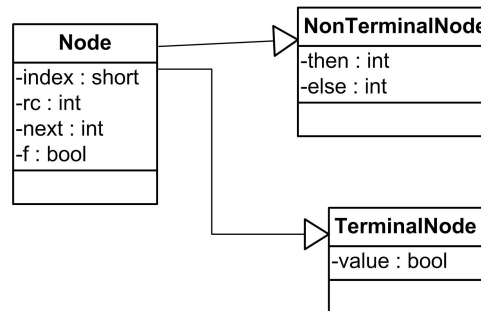 Node
-index : short
-rc : int
-next : int
-f : bool
NonTerminalNode
-then : int
-else : int
TerminalNode
-value : bool